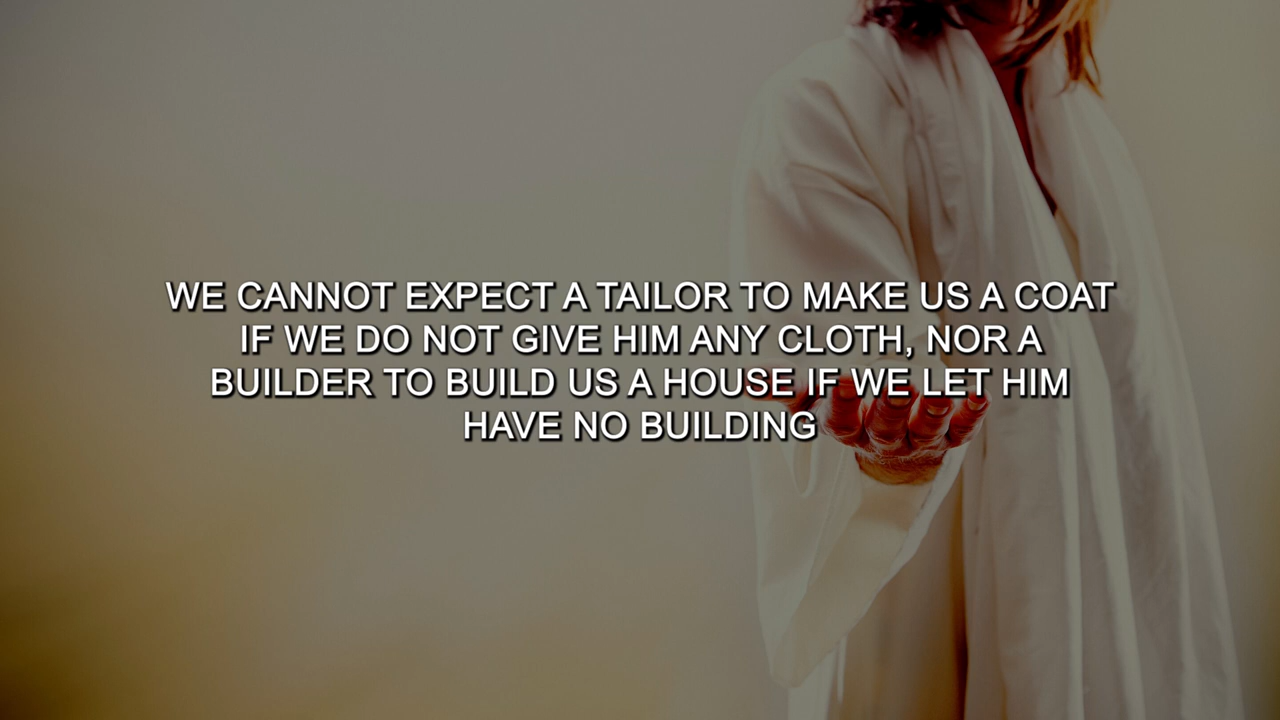 WE CANNOT EXPECT A TAILOR TO MAKE US A COAT
IF WE DO NOT GIVE HIM ANY CLOTH, NOR A
BUILDER TO BUILD US A HOUSE IF WE LET HIM
HAVE NO BUILDING